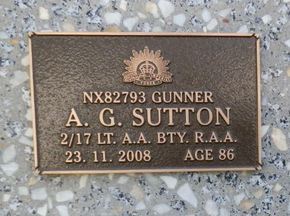 NX82793 GUNNER
A. G. SUTTON
2/17 LT. A.A. BTY. R.A.A.
23. 11. 2008 AGE 86